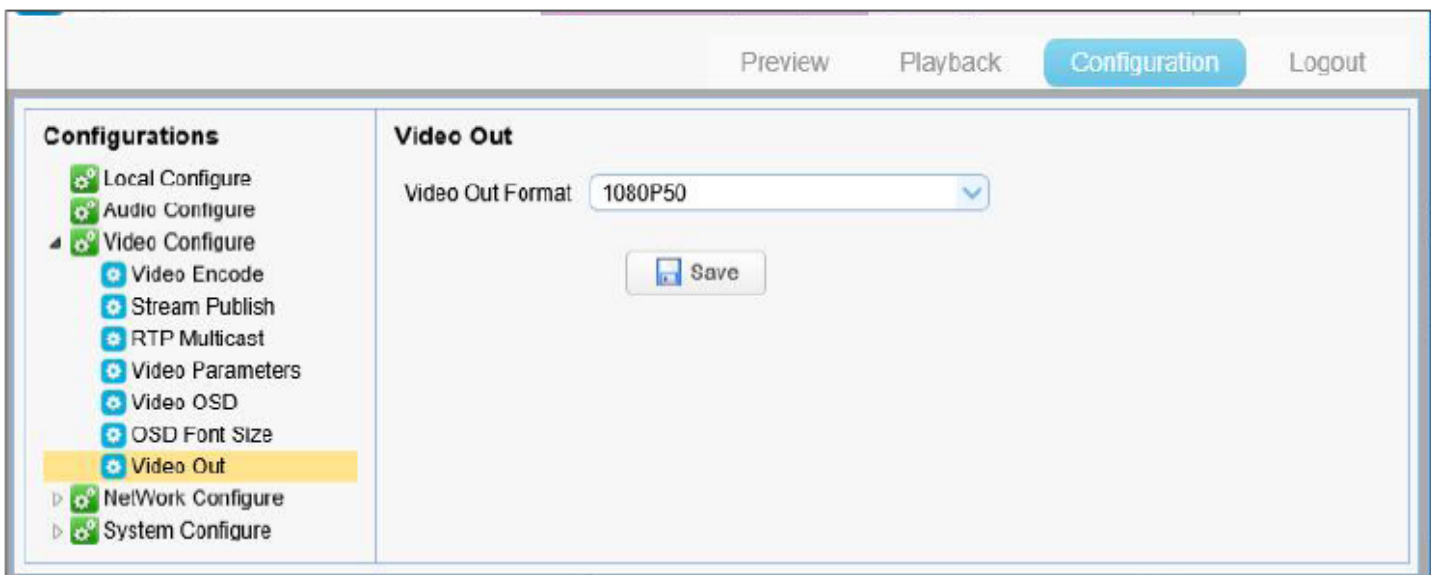 Preview Playback Configuration Logout
Configurations
Local Configure
Audio Configure
Video Configure
Video Encode
Stream Publish
RTP Multicast
Video Parameters
Video OSD
OSD Font Size
Video Out
NetWork Configure
System Configure
Video Out
Video Out Format 1080P50
Save